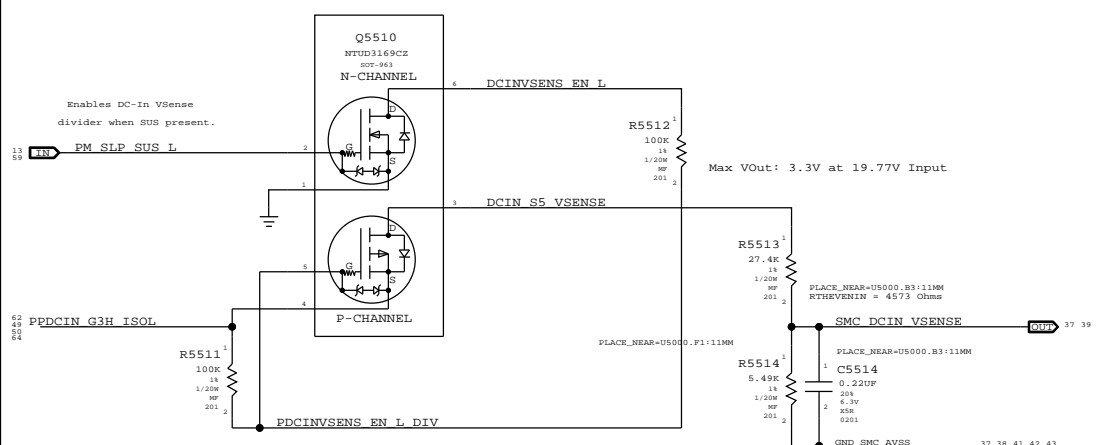 Q5510
NTUD3169CZ
SOT-963
N-CHANNEL
6
DCINVSENS_EN_L
Enables DC-In VSense
divider when SUS present.
D
G
S
R5512
1
100K
1%
1/20W
MF
201
2
13
59
IN
PM_SLP_SUS_L
2
Max VOut: 3.3V at 19.77V Input
1
3
DCIN_S5_VSENSE
D
G
S
5
R5513
1
27.4K
1%
1/20W
MF
201
2
PLACE_NEAR=U5000.B3:11MM
RTHEVENIN = 4573 Ohms
4
P-CHANNEL
62
49
50
64
PPDCIN_G3H_ISOL
SMC_DCIN_VSENSE
OUT
37 39
PLACE_NEAR=U5000.F1:11MM
PLACE_NEAR=U5000.B3:11MM
R5511
1
100K
1%
1/20W
MF
201
2
R5514
1
5.49K
1%
1/20W
MF
201
2
C5514
1
0.22UF
20%
6.3V
X5R
0201
2
PDCINVSENS_EN_L_DIV
GND_SMC_AVSS
37 38 41 42 43